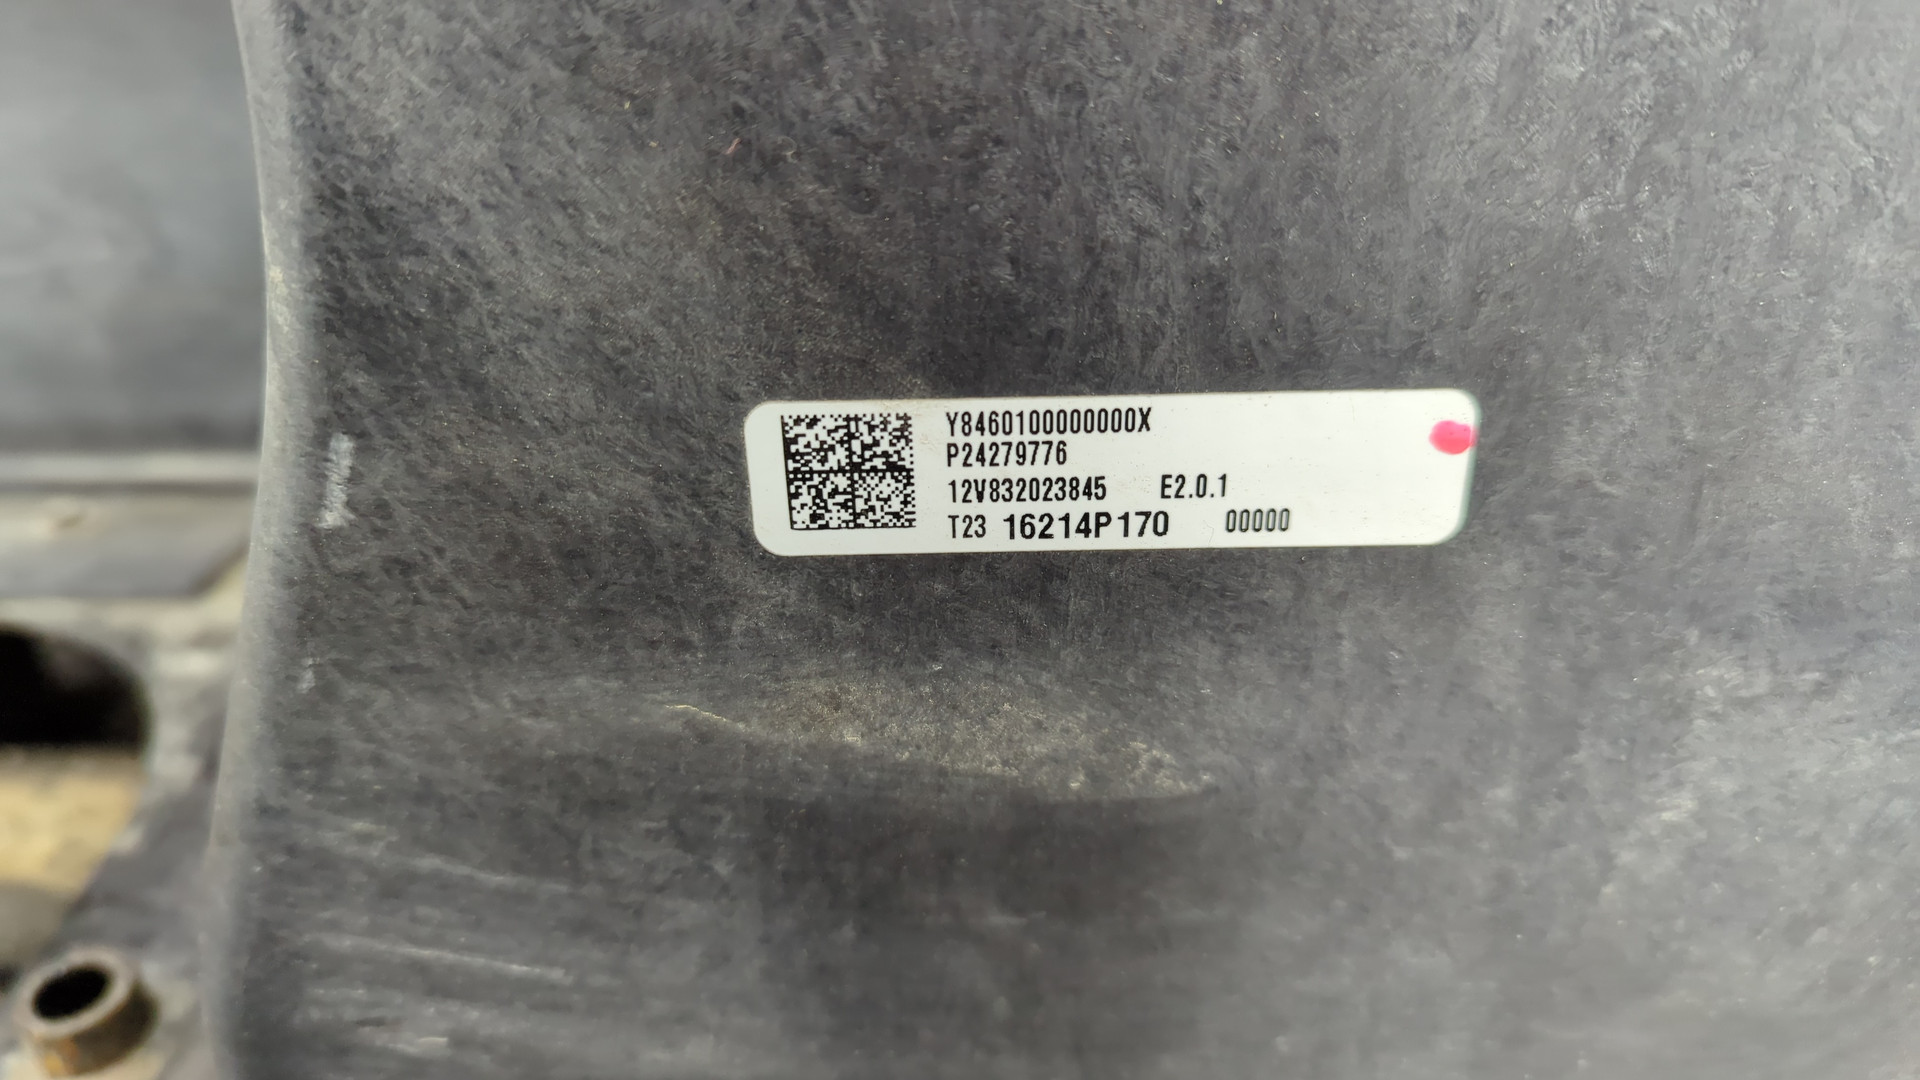 Y8460100000000X
P24279776
12V832023845 E2.0.1
T23 16214P170 00000